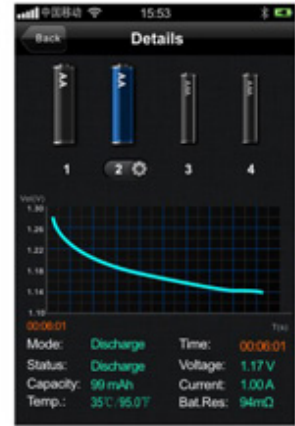 中国移动 15:53
Back Details
AA AA AAA AAA
1 2 3 4
Vol(V)
1.30
1.26
1.22
1.18
1.14
1.10
00:06:01 T(s)
Mode: Discharge Time: 00:06:01
Status: Discharge Voltage: 1.17 V
Capacity: 99 mAh Current: 1.00 A
Temp.: 35℃/95.0℉ Bat.Res: 94mΩ